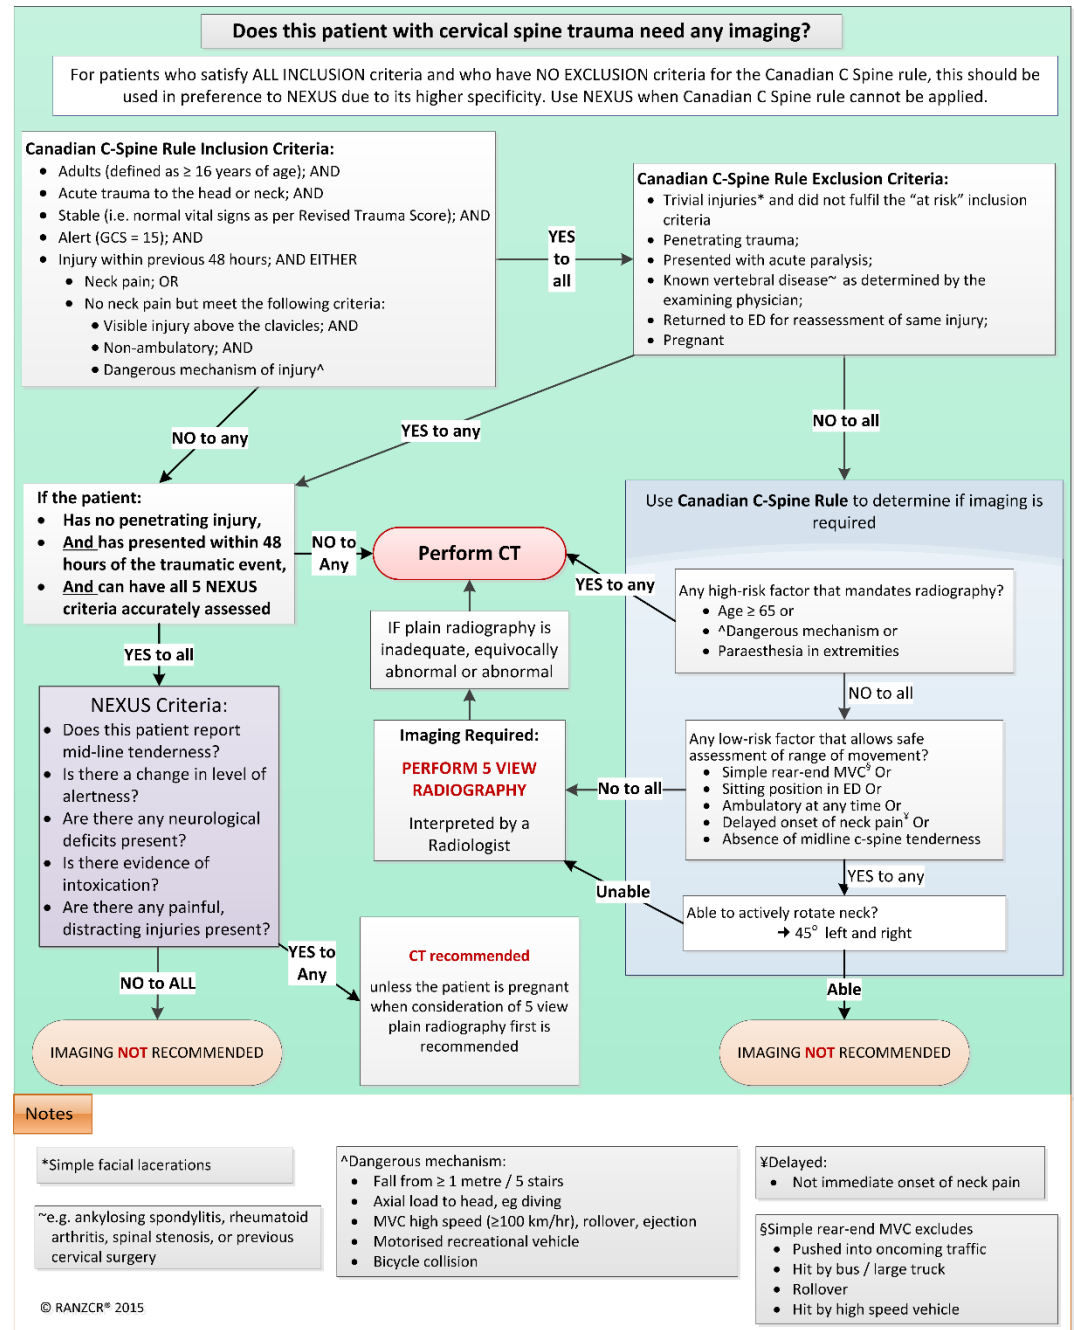 Does this patient with cervical spine trauma need any imaging?
For patients who satisfy ALL INCLUSION criteria and who have NO EXCLUSION criteria for the Canadian C Spine rule, this should be
used in preference to NEXUS due to its higher specificity. Use NEXUS when Canadian C Spine rule cannot be applied.
Canadian C-Spine Rule Inclusion Criteria:
• Adults (defined as ≥ 16 years of age); AND
• Acute trauma to the head or neck; AND
• Stable (i.e. normal vital signs as per Revised Trauma Score); AND
• Alert (GCS = 15); AND
• Injury within previous 48 hours; AND EITHER
• Neck pain; OR
• No neck pain but meet the following criteria:
• Visible injury above the clavicles; AND
• Non-ambulatory; AND
• Dangerous mechanism of injury^
YES
to
all
Canadian C-Spine Rule Exclusion Criteria:
• Trivial injuries* and did not fulfil the “at risk” inclusion
criteria
• Penetrating trauma;
• Presented with acute paralysis;
• Known vertebral disease~ as determined by the
examining physician;
• Returned to ED for reassessment of same injury;
• Pregnant
NO to any
YES to any
NO to all
If the patient:
• Has no penetrating injury,
• And has presented within 48
hours of the traumatic event,
• And can have all 5 NEXUS
criteria accurately assessed
NO to
Any
Perform CT
YES to any
Use Canadian C-Spine Rule to determine if imaging is
required
Any high-risk factor that mandates radiography?
• Age ≥ 65 or
• ^Dangerous mechanism or
• Paraesthesia in extremities
NO to all
YES to all
IF plain radiography is
inadequate, equivocally
abnormal or abnormal
NEXUS Criteria:
• Does this patient report
mid-line tenderness?
• Is there a change in level of
alertness?
• Are there any neurological
deficits present?
• Is there evidence of
intoxication?
• Are there any painful,
distracting injuries present?
Imaging Required:
PERFORM 5 VIEW
RADIOGRAPHY
Interpreted by a
Radiologist
No to all
Any low-risk factor that allows safe
assessment of range of movement?
• Simple rear-end MVC§ Or
• Sitting position in ED Or
• Ambulatory at any time Or
• Delayed onset of neck pain¥ Or
• Absence of midline c-spine tenderness
YES to any
Unable
Able to actively rotate neck?
➔ 45° left and right
Able
YES to
Any
NO to ALL
CT recommended
unless the patient is pregnant
when consideration of 5 view
plain radiography first is
recommended
IMAGING NOT RECOMMENDED
IMAGING NOT RECOMMENDED
Notes
*Simple facial lacerations
~e.g. ankylosing spondylitis, rheumatoid
arthritis, spinal stenosis, or previous
cervical surgery
^Dangerous mechanism:
• Fall from ≥ 1 metre / 5 stairs
• Axial load to head, eg diving
• MVC high speed (≥100 km/hr), rollover, ejection
• Motorised recreational vehicle
• Bicycle collision
¥Delayed:
• Not immediate onset of neck pain
§Simple rear-end MVC excludes
• Pushed into oncoming traffic
• Hit by bus / large truck
• Rollover
• Hit by high speed vehicle
© RANZCR® 2015